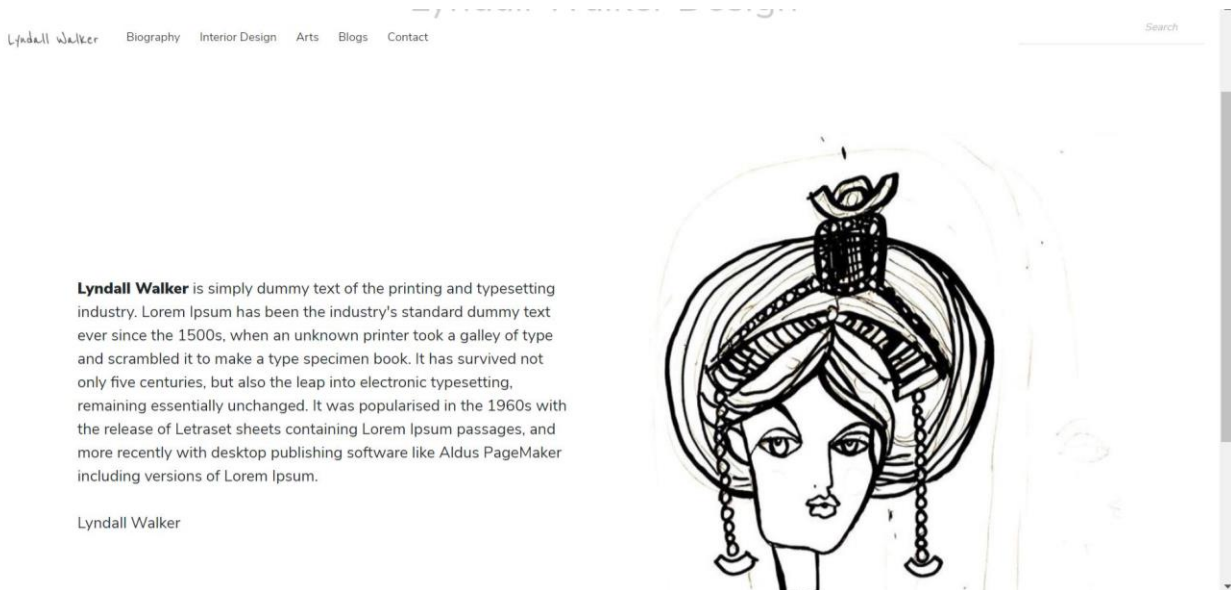 Lyndall Walker Design
Lyndall Walker Biography Interior Design Arts Blogs Contact Search
Lyndall Walker is simply dummy text of the printing and typesetting
industry. Lorem Ipsum has been the industry's standard dummy text
ever since the 1500s, when an unknown printer took a galley of type
and scrambled it to make a type specimen book. It has survived not
only five centuries, but also the leap into electronic typesetting,
remaining essentially unchanged. It was popularised in the 1960s with
the release of Letraset sheets containing Lorem Ipsum passages, and
more recently with desktop publishing software like Aldus PageMaker
including versions of Lorem Ipsum.
Lyndall Walker